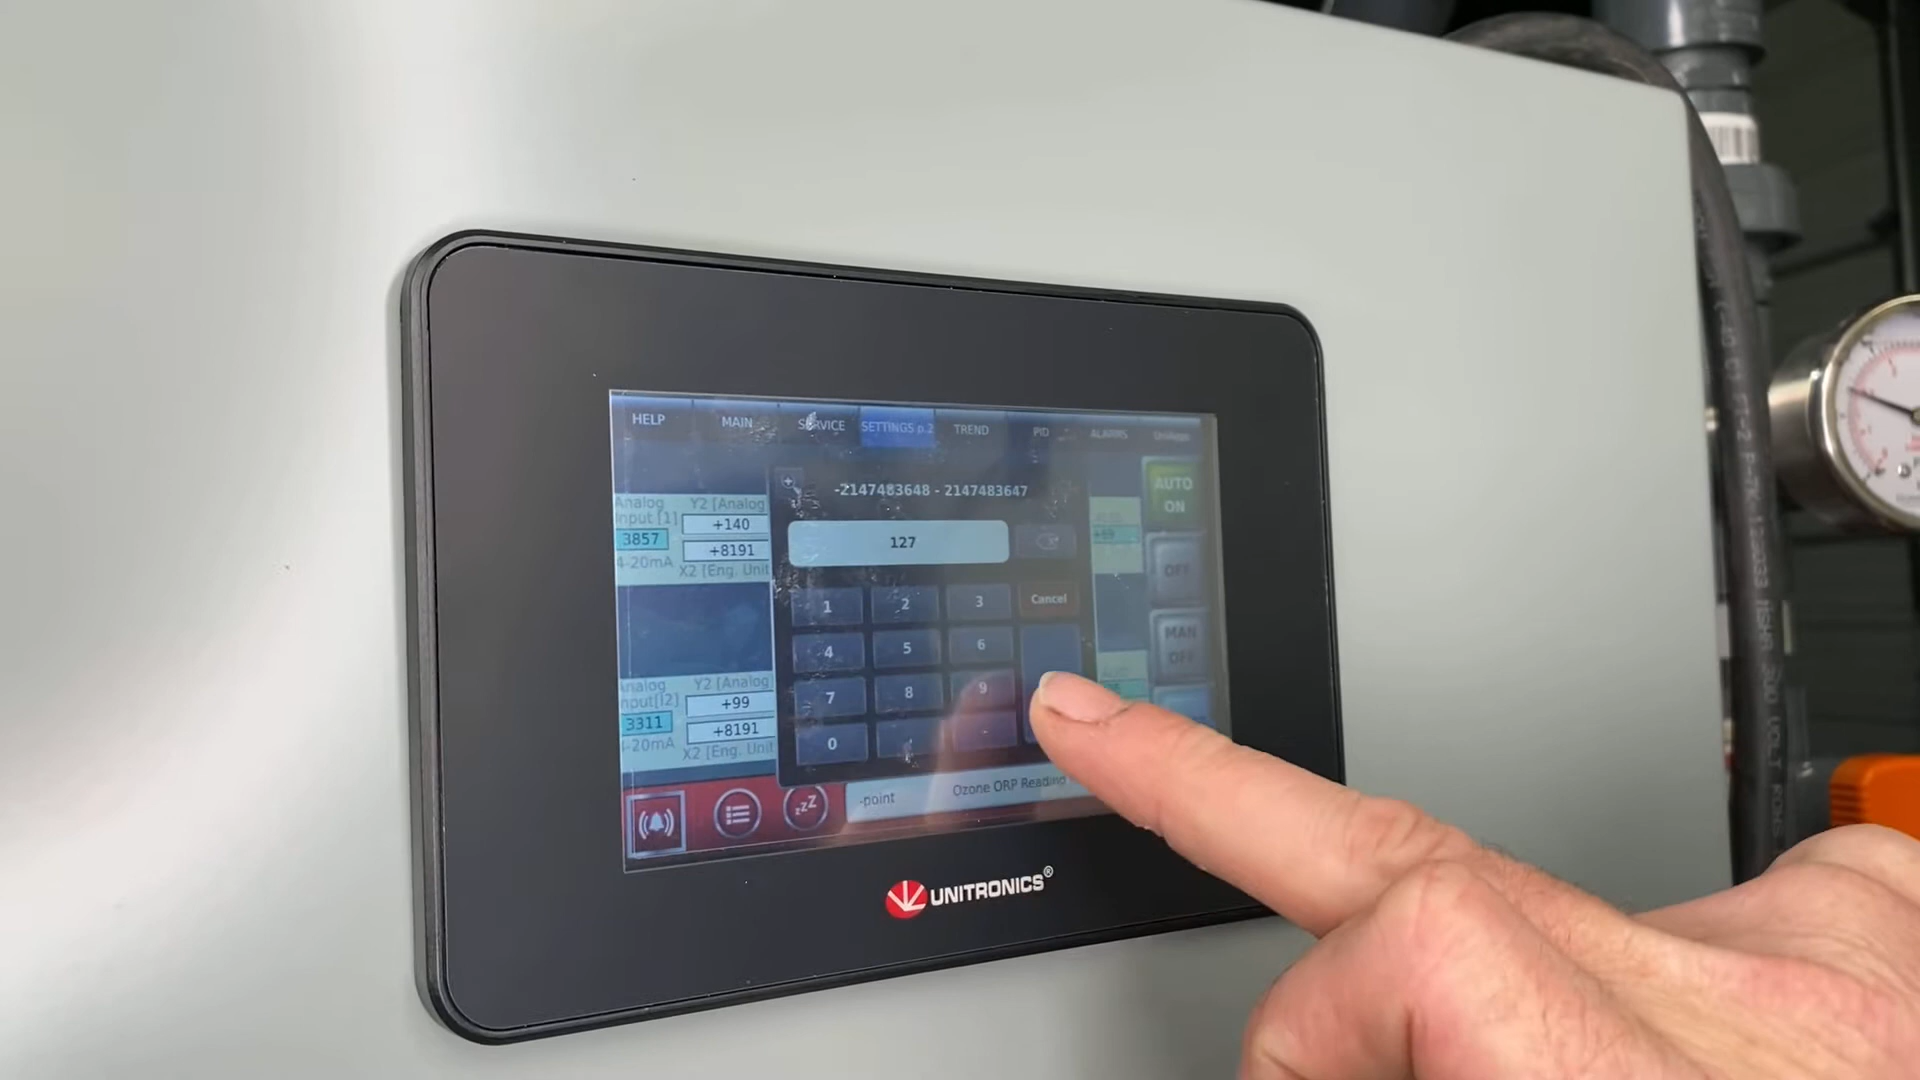 HELP MAIN SERVICE SETTINGS p.2 TREND PID ALARMS UniApps
-2147483648 - 2147483647
127
Analog Y2 [Analog
Input [1] +140
3857 +8191
4-20mA X2 [Eng. Unit
1 2 3 Cancel
4 5 6
7 8 9
0 -
Analog Y2 [Analog
nput[I2] +99
3311 +8191
4-20mA X2 [Eng. Unit
AUTO
ON
OFF
MAN
OFF
zzZ
-point Ozone ORP Reading
UNITRONICS®